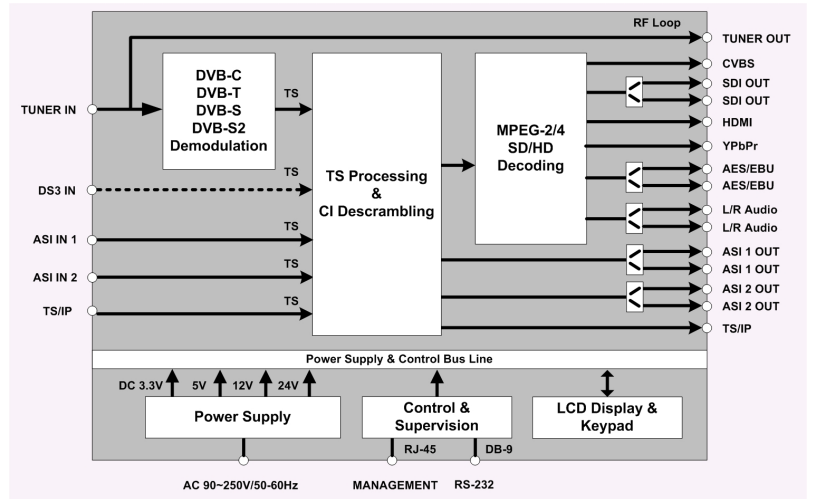 RF Loop
TUNER OUT
CVBS
SDI OUT
SDI OUT
HDMI
YPbPr
AES/EBU
AES/EBU
L/R Audio
L/R Audio
ASI 1 OUT
ASI 1 OUT
ASI 2 OUT
ASI 2 OUT
TS/IP
TUNER IN
DS3 IN
ASI IN 1
ASI IN 2
TS/IP
DVB-C
DVB-T
DVB-S
DVB-S2
Demodulation
TS
TS
TS
TS
TS
TS Processing
&
CI Descrambling
MPEG-2/4
SD/HD
Decoding
Power Supply & Control Bus Line
DC 3.3V
5V
12V
24V
Power Supply
Control &
Supervision
LCD Display &
Keypad
RJ-45
DB-9
AC 90~250V/50-60Hz
MANAGEMENT
RS-232